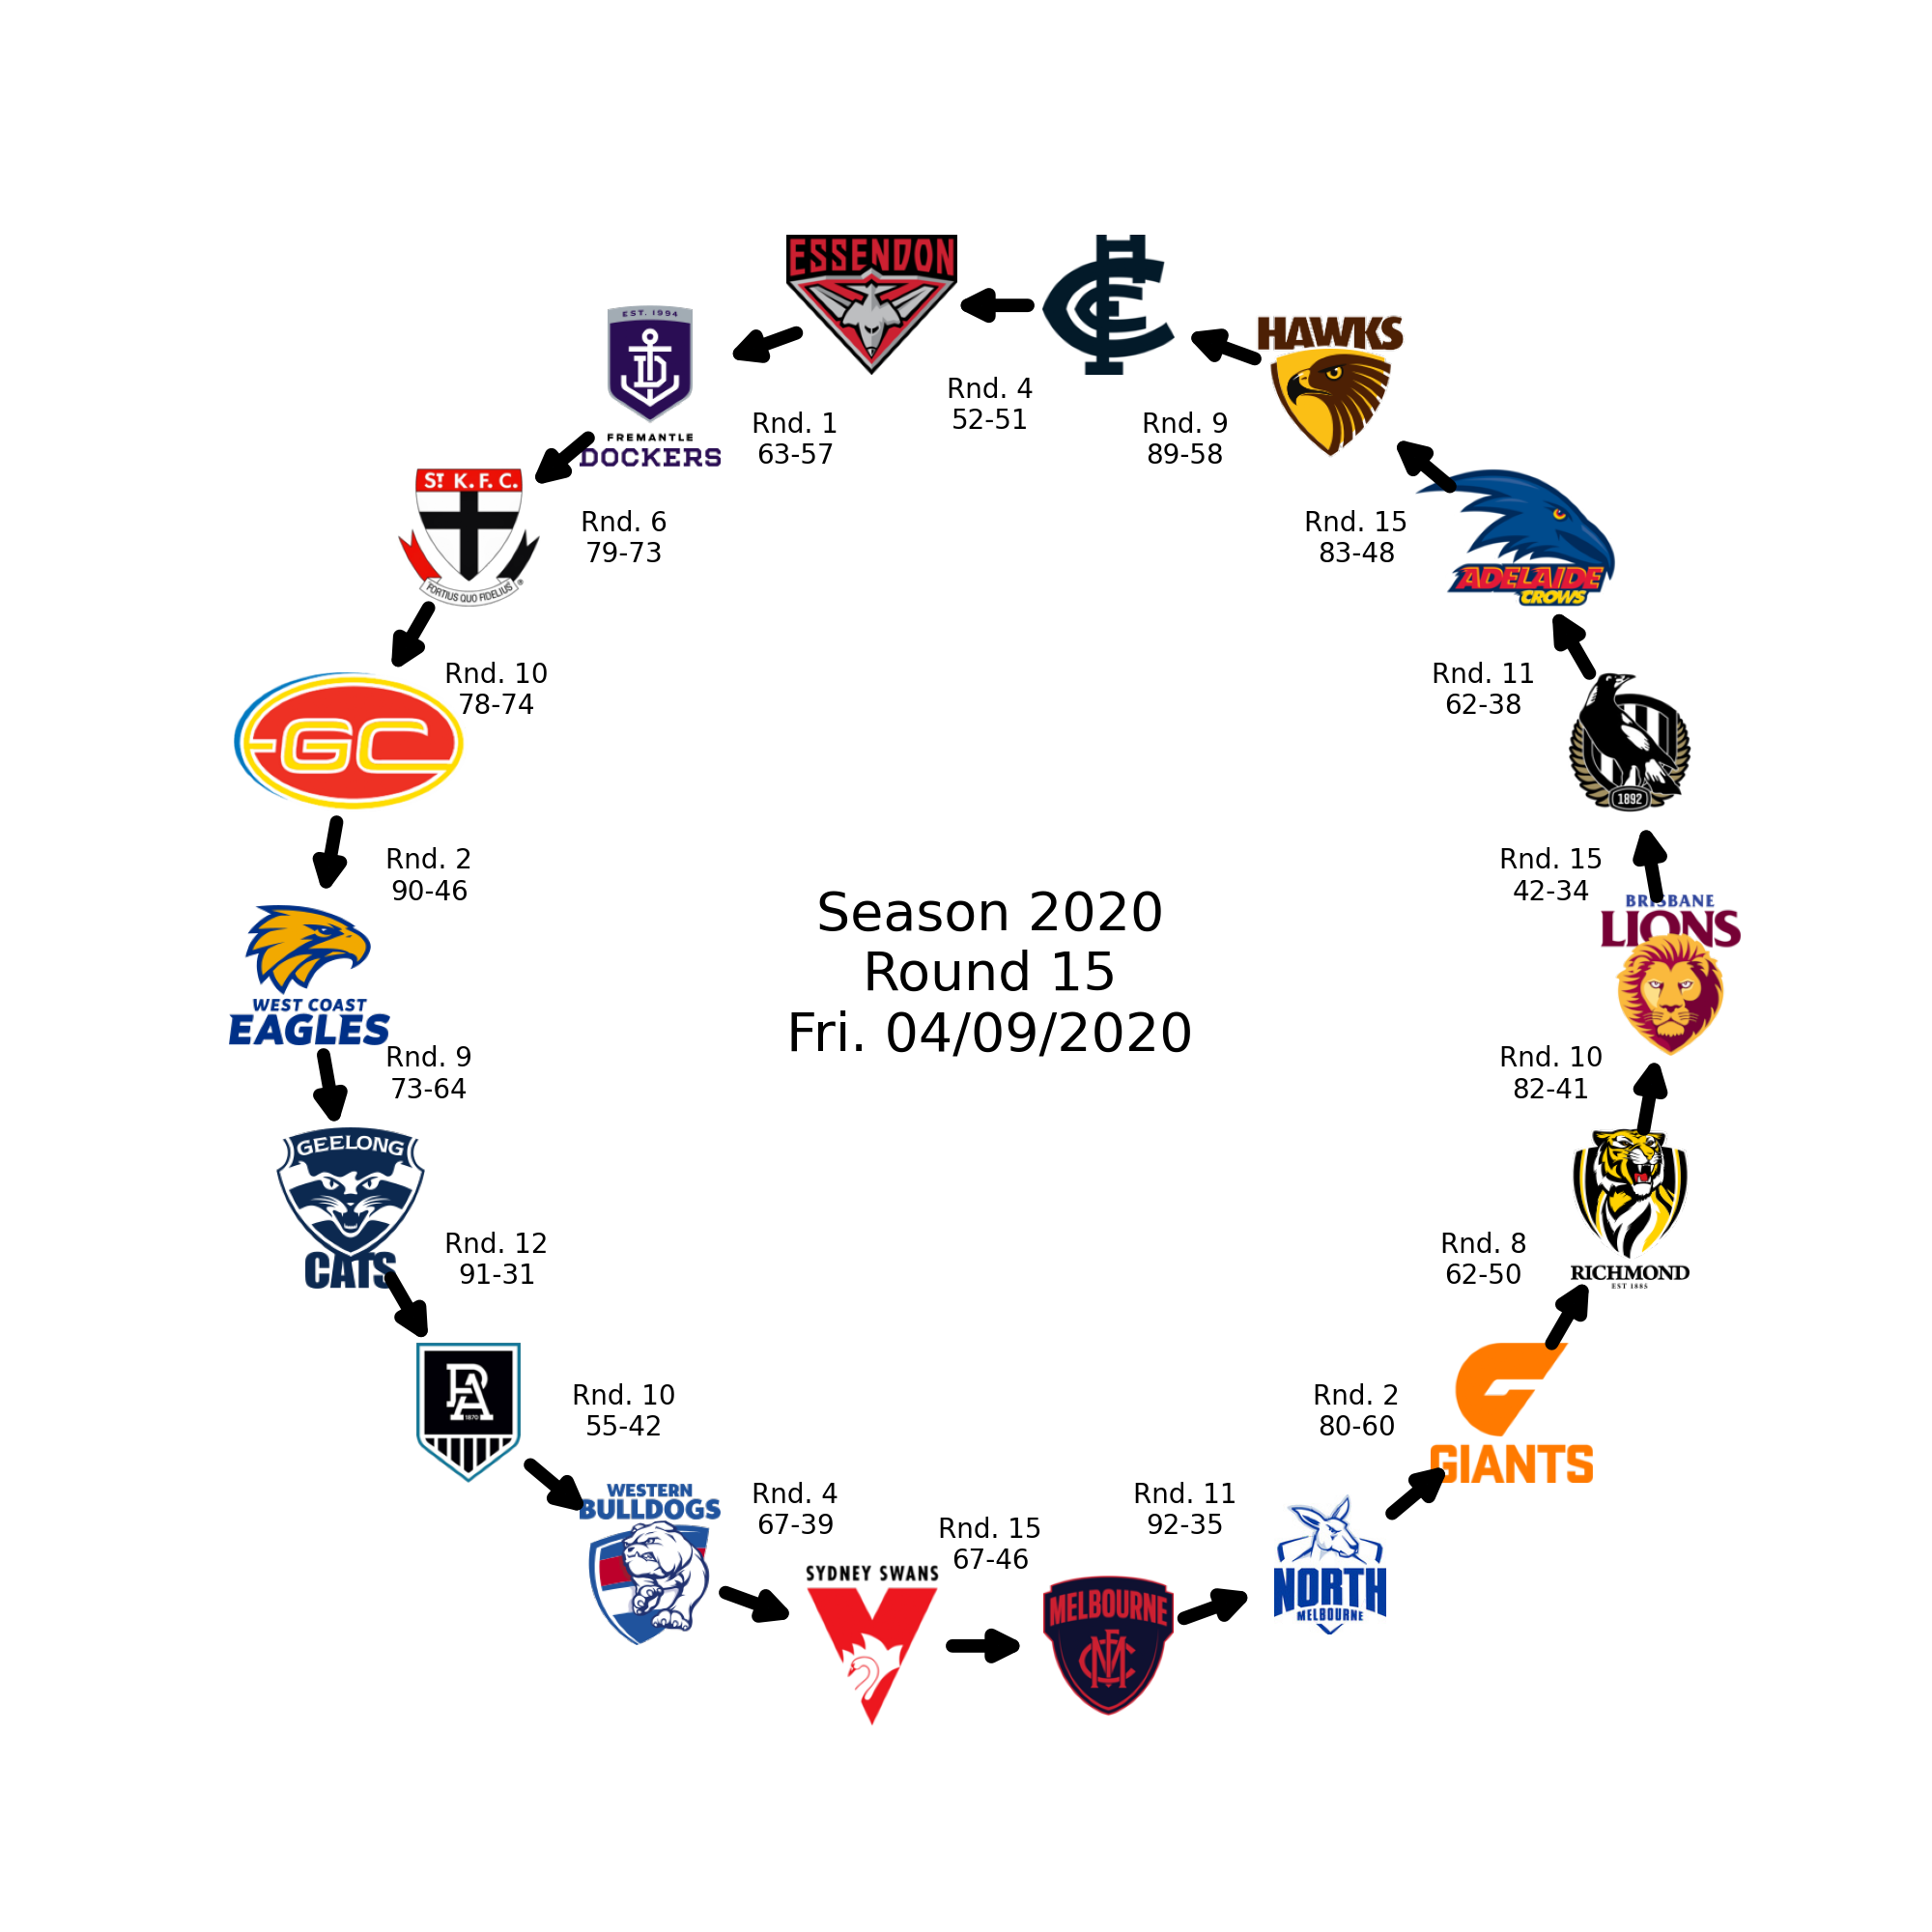 ESSENDON
EST. 1994
FREMANTLE
DOCKERS
HAWKS
Rnd. 4
52-51
Rnd. 1
63-57
Rnd. 9
89-58
ST K.F.C.
FORTIUS QUO FIDELIUS
Rnd. 6
79-73
Rnd. 15
83-48
ADELAIDE
CROWS
Rnd. 10
78-74
Rnd. 11
62-38
GC
1892
Rnd. 2
90-46
Rnd. 15
42-34
BRISBANE
LIONS
Season 2020
Round 15
Fri. 04/09/2020
WEST COAST
EAGLES
Rnd. 9
73-64
Rnd. 10
82-41
GEELONG
CATS
Rnd. 12
91-31
Rnd. 8
62-50
RICHMOND
EST 1885
PA
1870
Rnd. 10
55-42
Rnd. 2
80-60
GIANTS
WESTERN
BULLDOGS
Rnd. 4
67-39
Rnd. 15
67-46
Rnd. 11
92-35
SYDNEY SWANS
MELBOURNE
NORTH
MELBOURNE